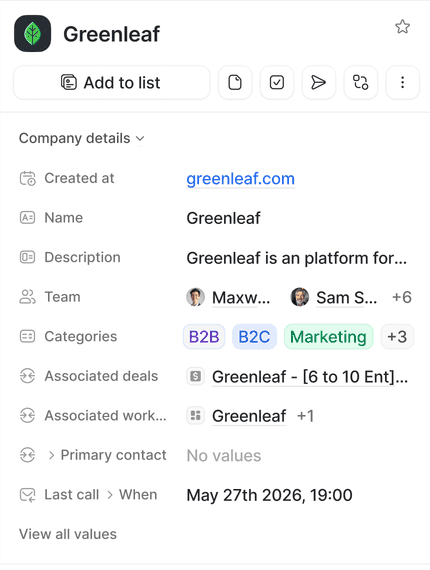 Greenleaf
Add to list
Company details
Created at greenleaf.com
Name Greenleaf
Description Greenleaf is an platform for...
Team Maxw... Sam S... +6
Categories B2B B2C Marketing +3
Associated deals Greenleaf - [6 to 10 Ent]...
Associated work... Greenleaf +1
> Primary contact No values
Last call > When May 27th 2026, 19:00
View all values